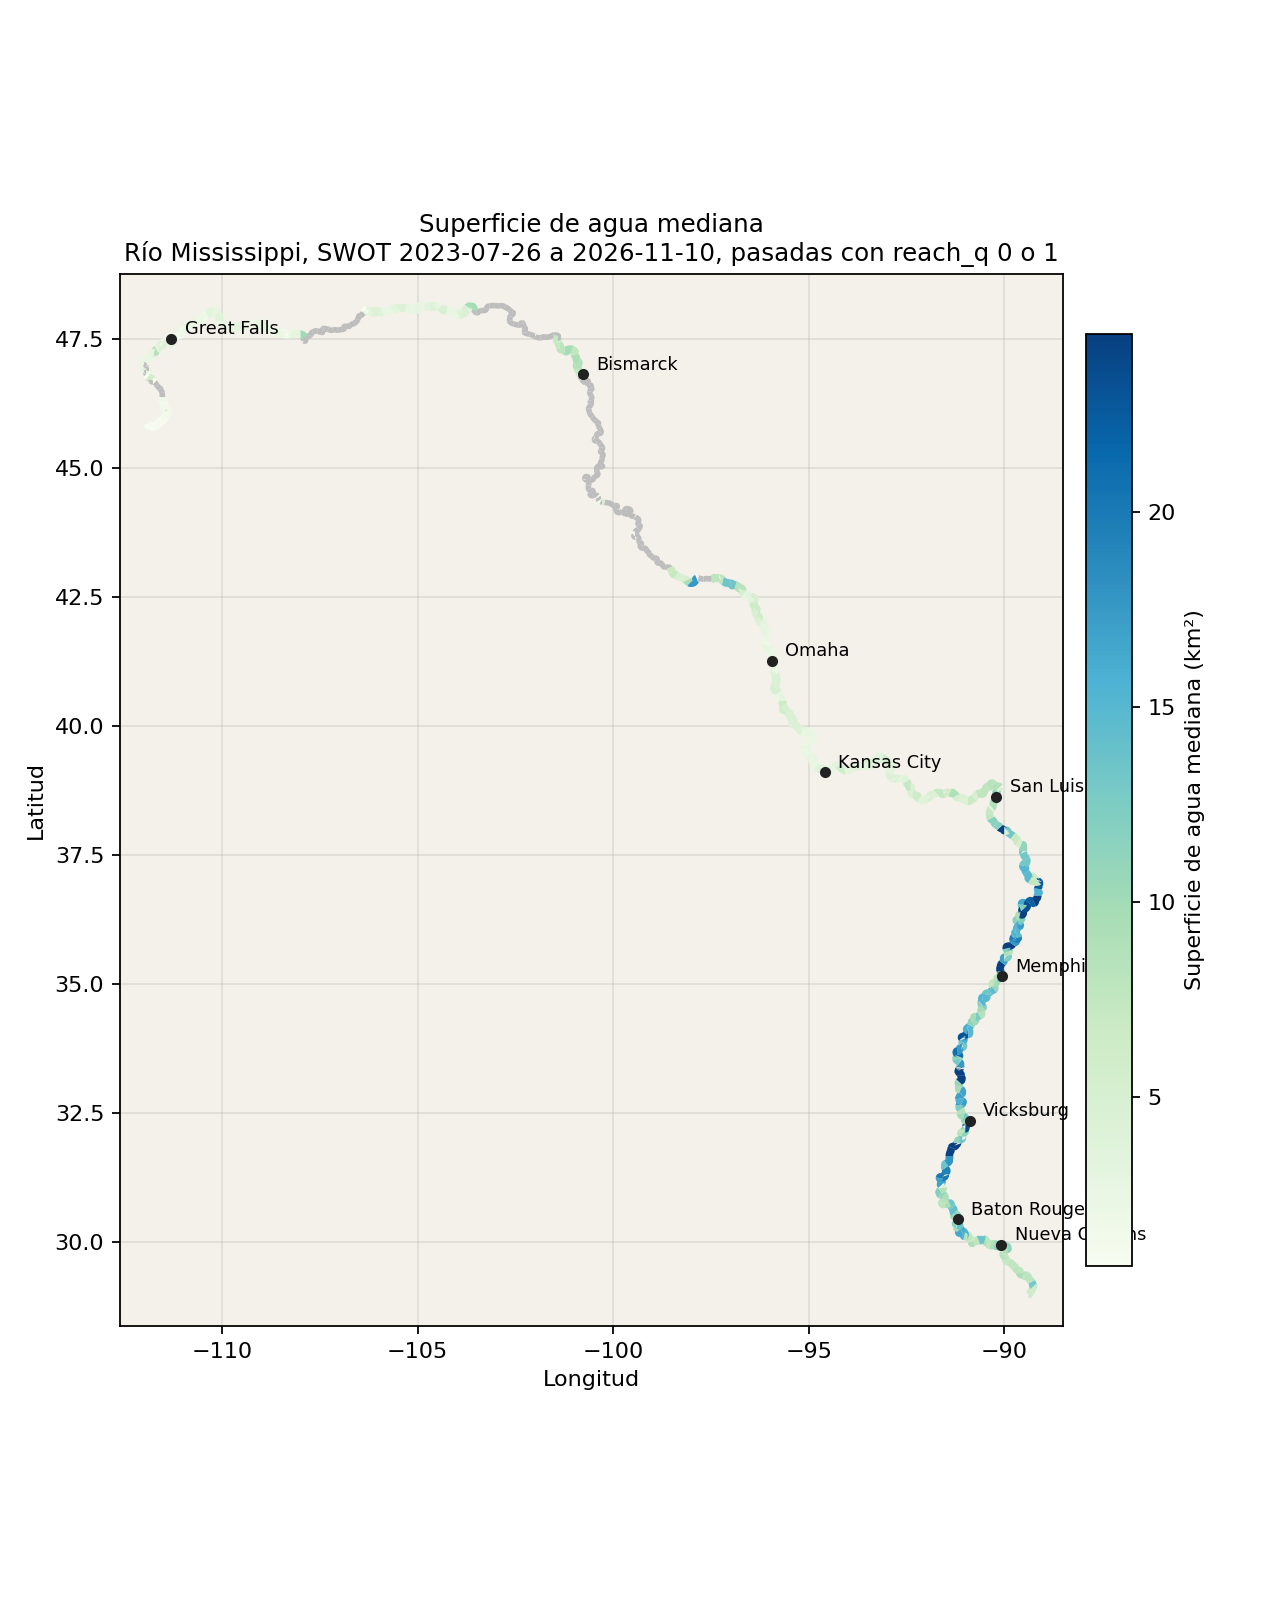 Superficie de agua mediana
Río Mississippi, SWOT 2023-07-26 a 2026-11-10, pasadas con reach_q 0 o 1
Great Falls
Bismarck
Omaha
Kansas City
San Luis
Memphi
Vicksburg
Baton Rouge
Nueva
47.5
45.0
42.5
40.0
37.5
35.0
32.5
30.0
Latitud
−110
−105
−100
−95
−90
Longitud
20
15
10
5
Superficie de agua mediana (km²)